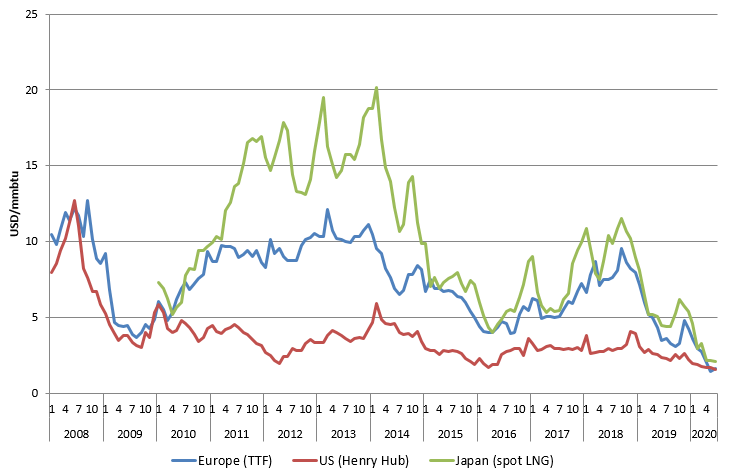 25
20
15
10
5
0
USD/mmbtu
1 4 7 10 1 4 7 10 1 4 7 10 1 4 7 10 1 4 7 10 1 4 7 10 1 4 7 10 1 4 7 10 1 4 7 10 1 4 7 10 1 4 7 10 1 4 7 10 1 4
2008 2009 2010 2011 2012 2013 2014 2015 2016 2017 2018 2019 2020
Europe (TTF) US (Henry Hub) Japan (spot LNG)